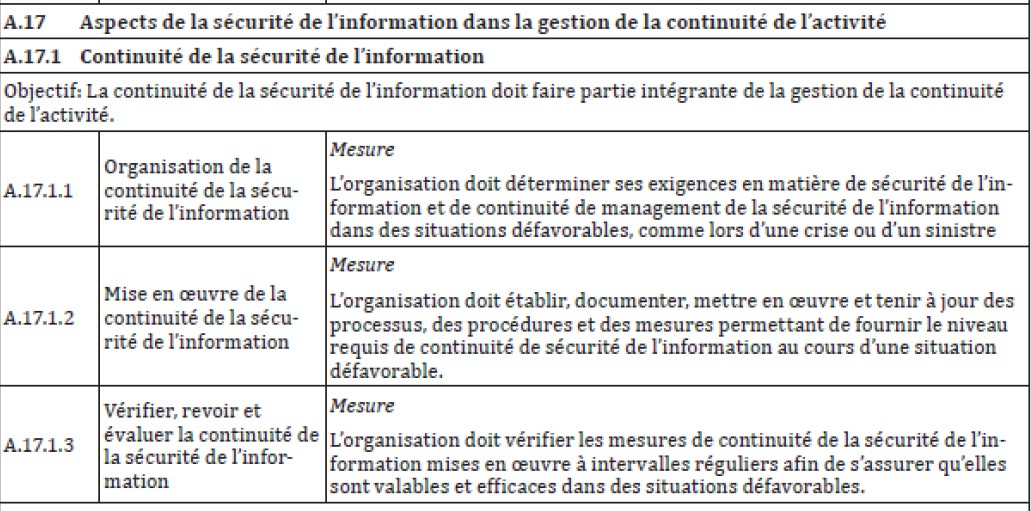 A.17 Aspects de la sécurité de l'information dans la gestion de la continuité de l'activité
A.17.1 Continuité de la sécurité de l'information
Objectif: La continuité de la sécurité de l'information doit faire partie intégrante de la gestion de la continuité
de l'activité.
A.17.1.1
Organisation de la
continuité de la sécu-
rité de l'information
Mesure
L'organisation doit déterminer ses exigences en matière de sécurité de l'in-
formation et de continuité de management de la sécurité de l'information
dans des situations défavorables, comme lors d'une crise ou d'un sinistre
A.17.1.2
Mise en œuvre de la
continuité de la sécu-
rité de l'information
Mesure
L'organisation doit établir, documenter, mettre en œuvre et tenir à jour des
processus, des procédures et des mesures permettant de fournir le niveau
requis de continuité de sécurité de l'information au cours d'une situation
défavorable.
A.17.1.3
Vérifier, revoir et
évaluer la continuité de
la sécurité de l'infor-
mation
Mesure
L'organisation doit vérifier les mesures de continuité de la sécurité de l'in-
formation mises en œuvre à intervalles réguliers afin de s'assurer qu'elles
sont valables et efficaces dans des situations défavorables.